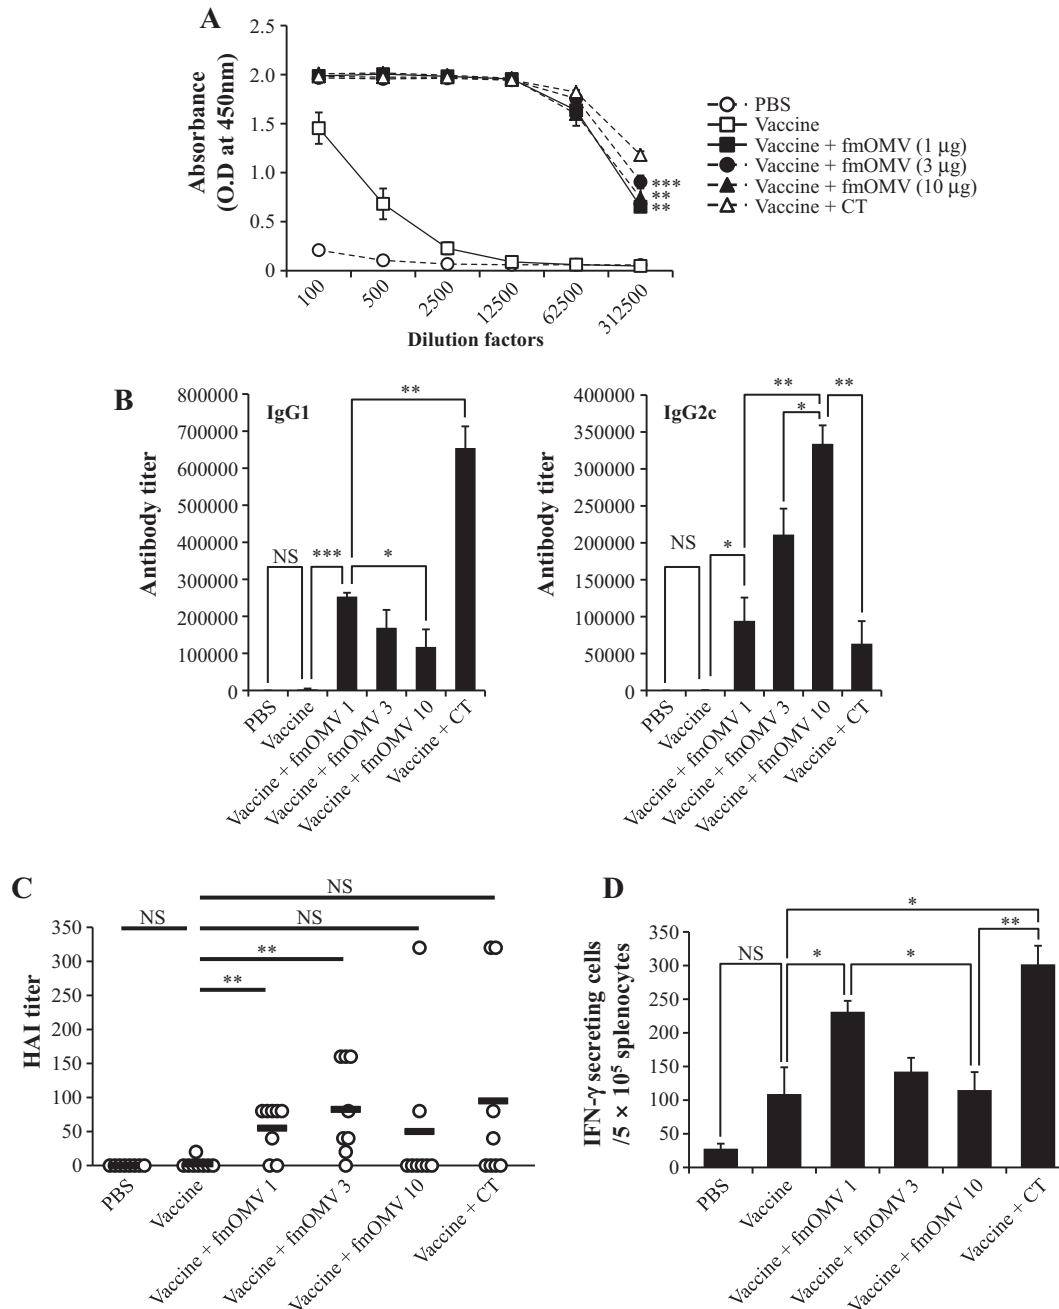 A
Absorbance
(O.D at 450nm)
2.5
2.0
1.5
1.0
0.5
0
100
500
2500
12500
62500
312500
Dilution factors
***
**
**
PBS
Vaccine
Vaccine + fmOMV (1 μg)
Vaccine + fmOMV (3 μg)
Vaccine + fmOMV (10 μg)
Vaccine + CT
B
IgG1
Antibody titer
800000
700000
600000
500000
400000
300000
200000
100000
0
NS
***
*
**
PBS
Vaccine
Vaccine + fmOMV 1
Vaccine + fmOMV 3
Vaccine + fmOMV 10
Vaccine + CT
IgG2c
Antibody titer
400000
350000
300000
250000
200000
150000
100000
50000
0
NS
*
**
*
**
PBS
Vaccine
Vaccine + fmOMV 1
Vaccine + fmOMV 3
Vaccine + fmOMV 10
Vaccine + CT
C
HAI titer
350
300
250
200
150
100
50
0
NS
NS
NS
**
**
PBS
Vaccine
Vaccine + fmOMV 1
Vaccine + fmOMV 3
Vaccine + fmOMV 10
Vaccine + CT
D
IFN-γ secreting cells
/5 × 10⁵ splenocytes
350
300
250
200
150
100
50
0
NS
*
*
*
**
PBS
Vaccine
Vaccine + fmOMV 1
Vaccine + fmOMV 3
Vaccine + fmOMV 10
Vaccine + CT